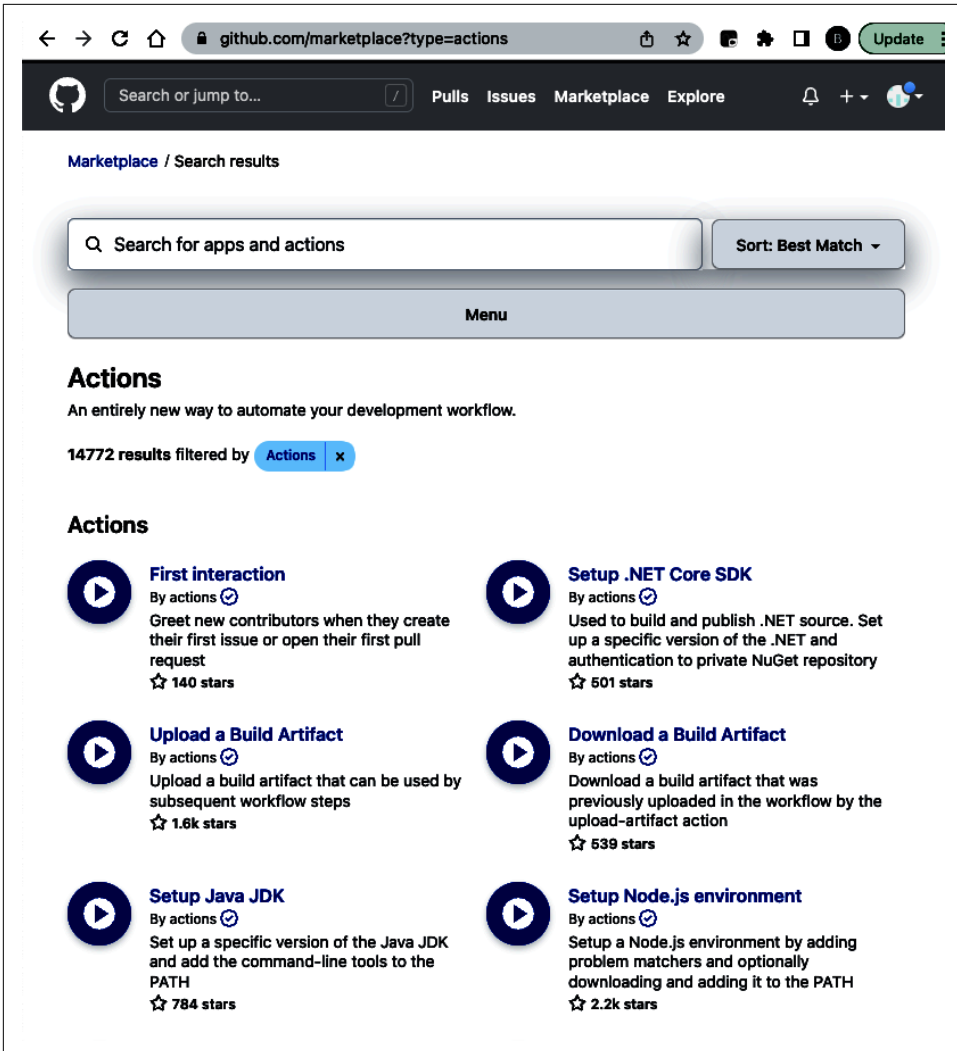 github.com/marketplace?type=actions
B
Update
Search or jump to...
/
Pulls Issues Marketplace Explore
Marketplace / Search results
Search for apps and actions
Sort: Best Match
Menu
Actions
An entirely new way to automate your development workflow.
14772 results filtered by Actions x
Actions
First interaction
By actions
Greet new contributors when they create
their first issue or open their first pull
request
140 stars
Setup .NET Core SDK
By actions
Used to build and publish .NET source. Set
up a specific version of the .NET and
authentication to private NuGet repository
501 stars
Upload a Build Artifact
By actions
Upload a build artifact that can be used by
subsequent workflow steps
1.6k stars
Download a Build Artifact
By actions
Download a build artifact that was
previously uploaded in the workflow by the
upload-artifact action
539 stars
Setup Java JDK
By actions
Set up a specific version of the Java JDK
and add the command-line tools to the
PATH
784 stars
Setup Node.js environment
By actions
Setup a Node.js environment by adding
problem matchers and optionally
downloading and adding it to the PATH
2.2k stars